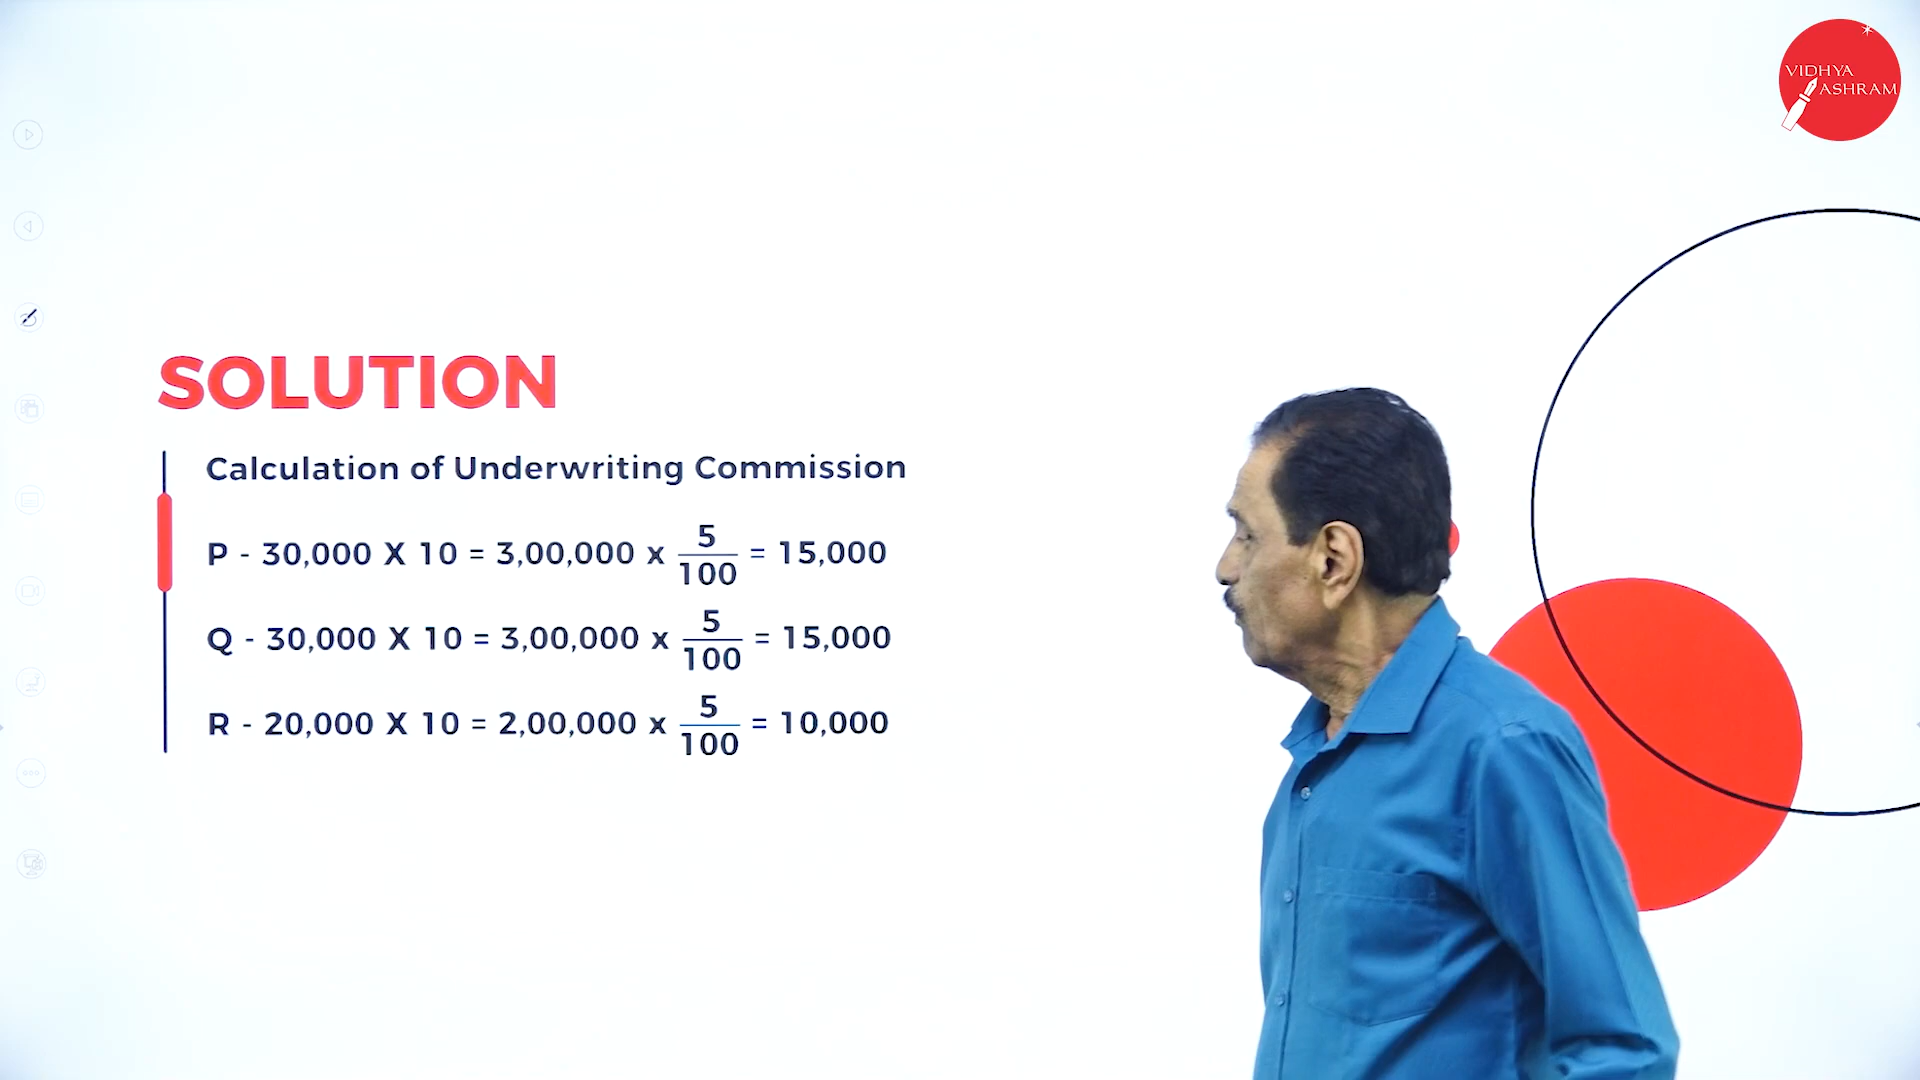 VIDHYA
ASHRAM
SOLUTION
Calculation of Underwriting Commission
P - 30,000 X 10 = 3,00,000 x 5/100 = 15,000
Q - 30,000 X 10 = 3,00,000 x 5/100 = 15,000
R - 20,000 X 10 = 2,00,000 x 5/100 = 10,000